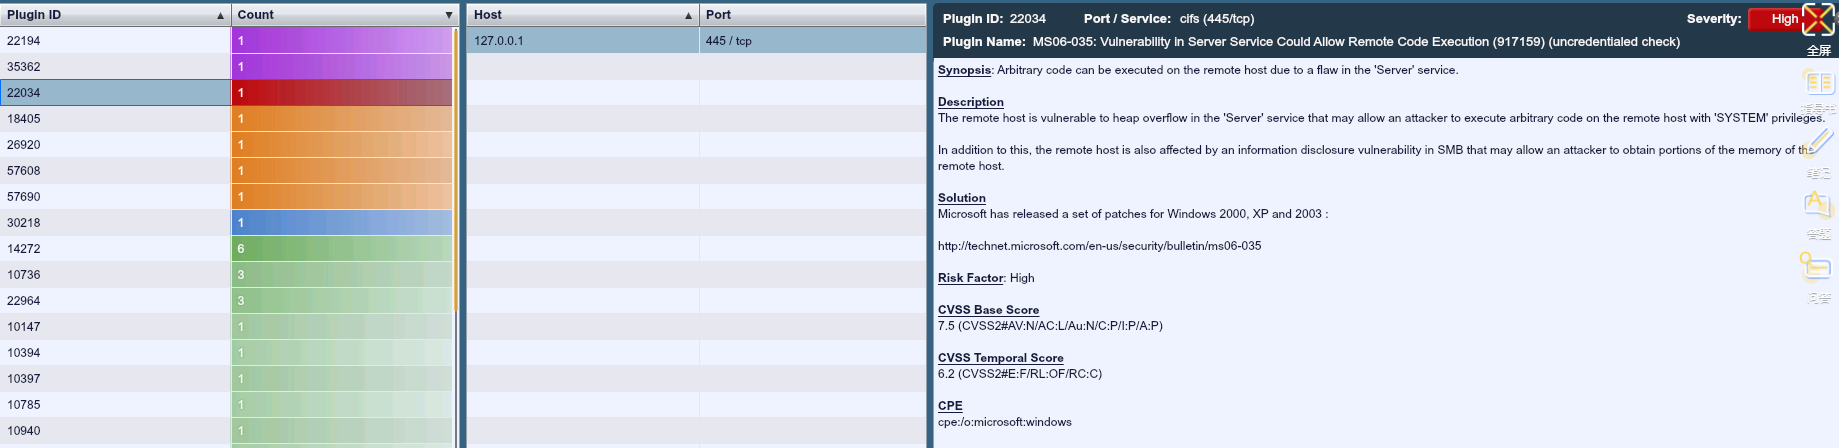 Plugin ID Count
22194 1
35362 1
22034 1
18405 1
26920 1
57608 1
57690 1
30218 1
14272 6
10736 3
22964 3
10147 1
10394 1
10397 1
10785 1
10940 1
Host Port
127.0.0.1 445 / tcp
Plugin ID: 22034 Port / Service: cifs (445/tcp) Severity: High
Plugin Name: MS06-035: Vulnerability in Server Service Could Allow Remote Code Execution (917159) (uncredentialed check)
Synopsis: Arbitrary code can be executed on the remote host due to a flaw in the 'Server' service.
Description
The remote host is vulnerable to heap overflow in the 'Server' service that may allow an attacker to execute arbitrary code on the remote host with 'SYSTEM' privileges.
In addition to this, the remote host is also affected by an information disclosure vulnerability in SMB that may allow an attacker to obtain portions of the memory of the
remote host.
Solution
Microsoft has released a set of patches for Windows 2000, XP and 2003 :
http://technet.microsoft.com/en-us/security/bulletin/ms06-035
Risk Factor: High
CVSS Base Score
7.5 (CVSS2#AV:N/AC:L/Au:N/C:P/I:P/A:P)
CVSS Temporal Score
6.2 (CVSS2#E:F/RL:OF/RC:C)
CPE
cpe:/o:microsoft:windows
全屏
笔记
答题
问答